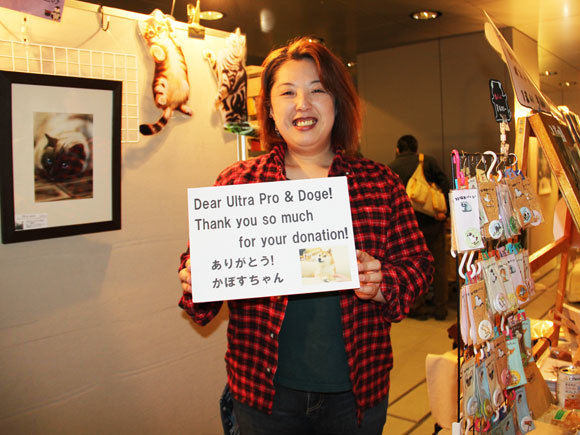 Dear Ultra Pro & Doge!
Thank you so much
for your donation!
ありがとう!
かぼすちゃん